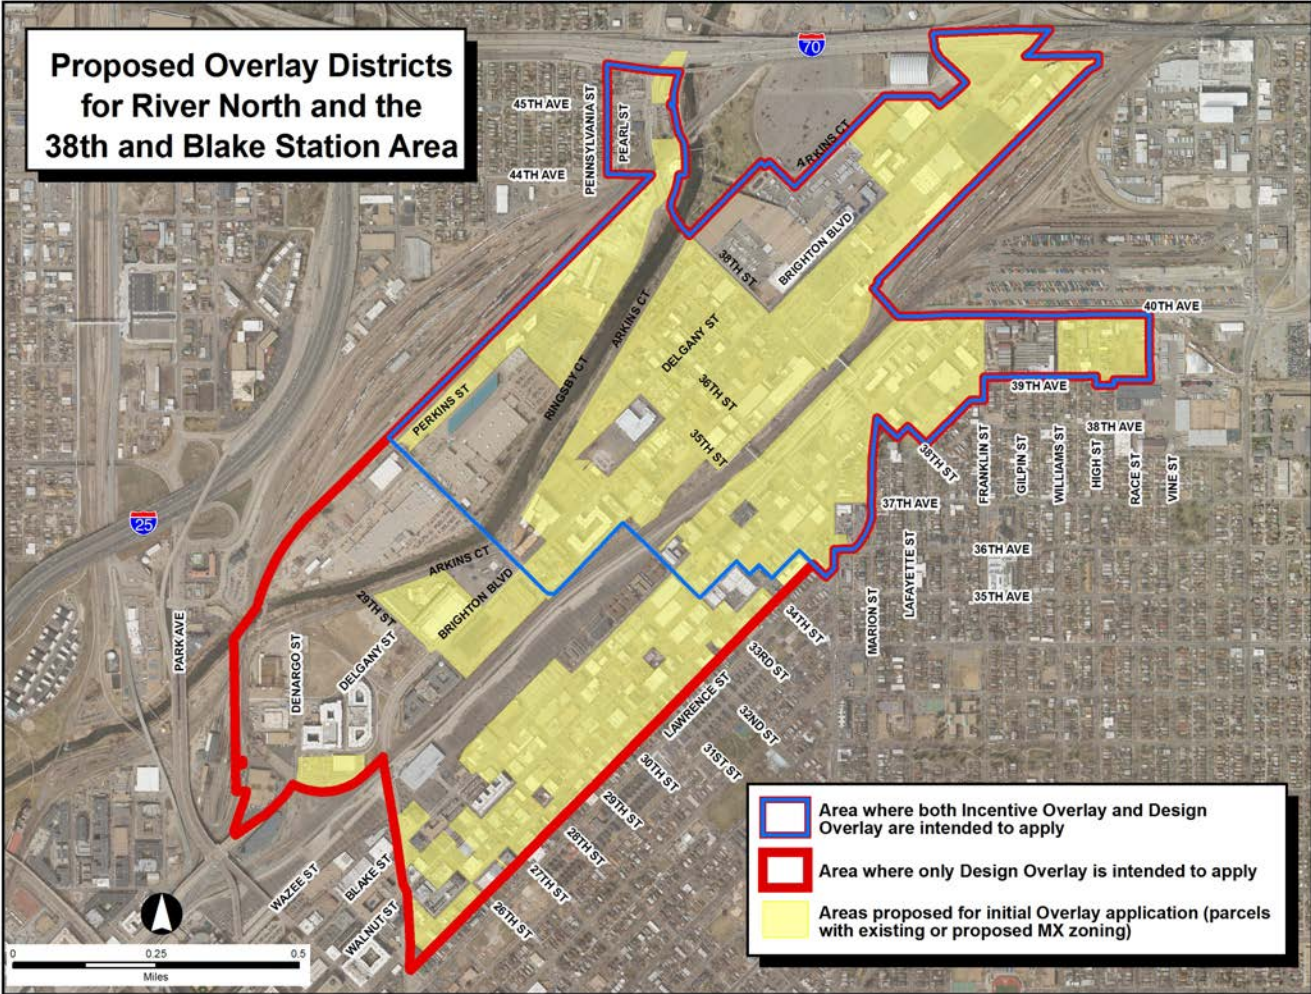 Proposed Overlay Districts
for River North and the
38th and Blake Station Area
70
45TH AVE
PENNSYLVANIA ST
PEARL ST
44TH AVE
ARKINS CT
BRIGHTON BLVD
38TH ST
40TH AVE
ARKINS CT
DELGANY ST
RINGSBY CT
36TH ST
PERKINS ST
39TH AVE
35TH ST
38TH ST
FRANKLIN ST
GILPIN ST
WILLIAMS ST
38TH AVE
HIGH ST
RACE ST
VINE ST
25
37TH AVE
LAFAYETTE ST
36TH AVE
ARKINS CT
35TH AVE
29TH ST
BRIGHTON BLVD
MARION ST
34TH ST
PARK AVE
DENARGO ST
DELGANY ST
33RD ST
LAWRENCE ST
32ND ST
31ST ST
30TH ST
29TH ST
28TH ST
27TH ST
26TH ST
WAZEE ST
BLAKE ST
WALNUT ST
Area where both Incentive Overlay and Design
Overlay are intended to apply
Area where only Design Overlay is intended to apply
Areas proposed for initial Overlay application (parcels
with existing or proposed MX zoning)
0
0.25
0.5
Miles